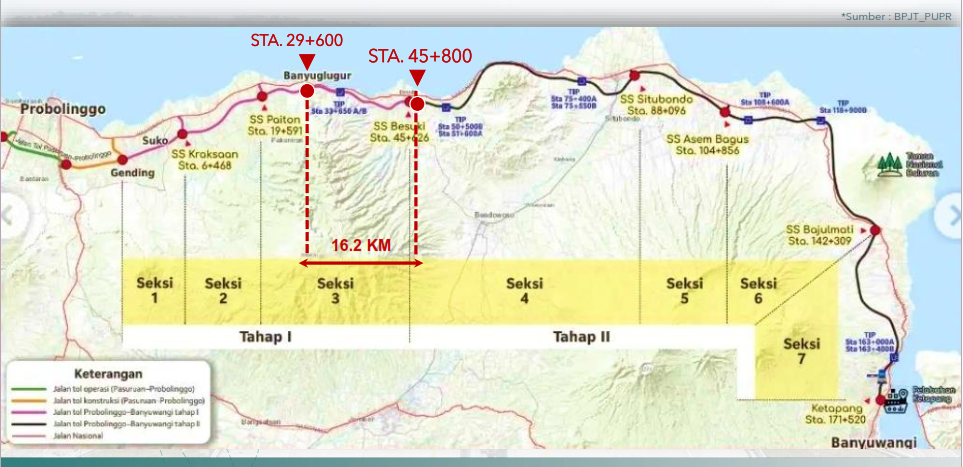 *Sumber : BPJT_PUPR
STA. 29+600
STA. 45+800
Banyuglugur
Probolinggo
TIP
Sta 33+650 A/B
SS Paiton
Sta. 19+591
Suko
SS Kraksaan
Sta. 6+468
Gending
SS Besuki
Sta. 45+626
TIP
Sta 50+500B
Sta 51+600A
TIP
Sta 75+400A
Sta 75+650B
SS Situbondo
Sta. 88+096
Situbondo
TIP
Sta 108+600A
Sta 118+900B
SS Asem Bagus
Sta. 104+856
Taman
Nasional
Baluran
Bondowoso
SS Bajulmati
Sta. 142+309
16.2 KM
Seksi
1
Seksi
2
Seksi
3
Seksi
4
Seksi
5
Seksi
6
Seksi
7
Tahap I
Tahap II
TIP
Sta 163+000A
Sta 163+400B
Keterangan
Jalan tol operasi (Pasuruan-Probolinggo)
Jalan tol konstruksi (Pasuruan-Probolinggo)
Jalan tol Probolinggo-Banyuwangi tahap I
Jalan tol Probolinggo-Banyuwangi tahap II
Jalan Nasional
Pelabuhan
Ketapang
Ketapang
Sta. 171+520
Banyuwangi